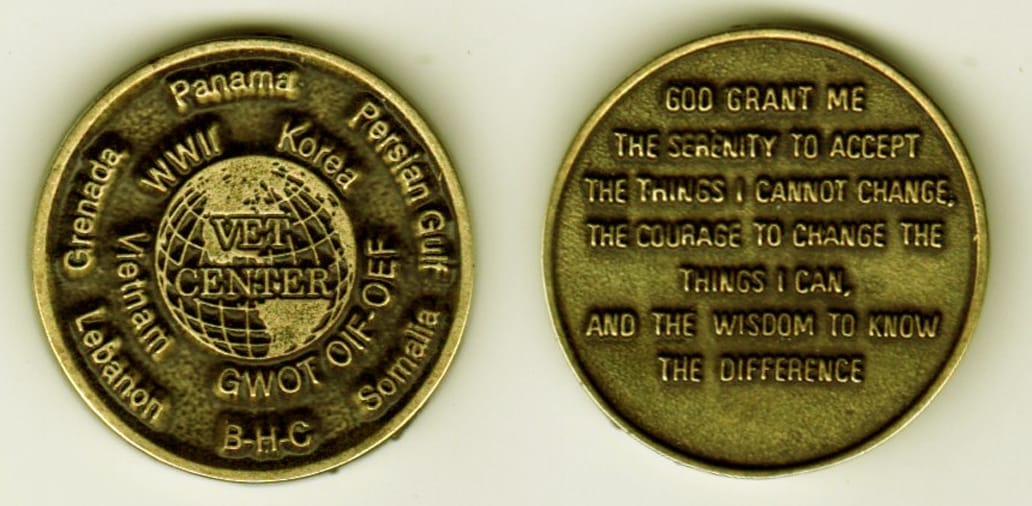 Panama
Persian Gulf
Somalia
B-H-C
Lebanon
Grenada
WWII
Korea
GWOT OIF-OEF
Vietnam
VET
CENTER
GOD GRANT ME
THE SERENITY TO ACCEPT
THE THINGS I CANNOT CHANGE,
THE COURAGE TO CHANGE THE
THINGS I CAN,
AND THE WISDOM TO KNOW
THE DIFFERENCE